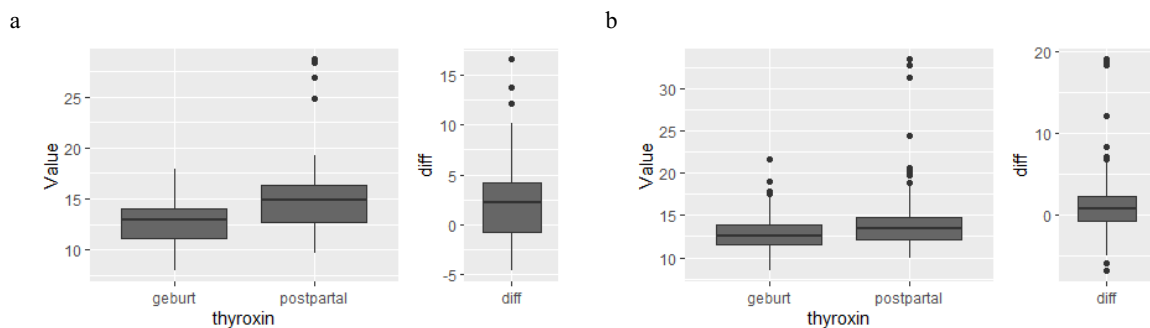 a
b
Value
25
20
15
10
geburt
postpartal
thyroxin
diff
15
10
5
0
-5
diff
Value
30
25
20
15
10
geburt
postpartal
thyroxin
diff
20
10
0
diff